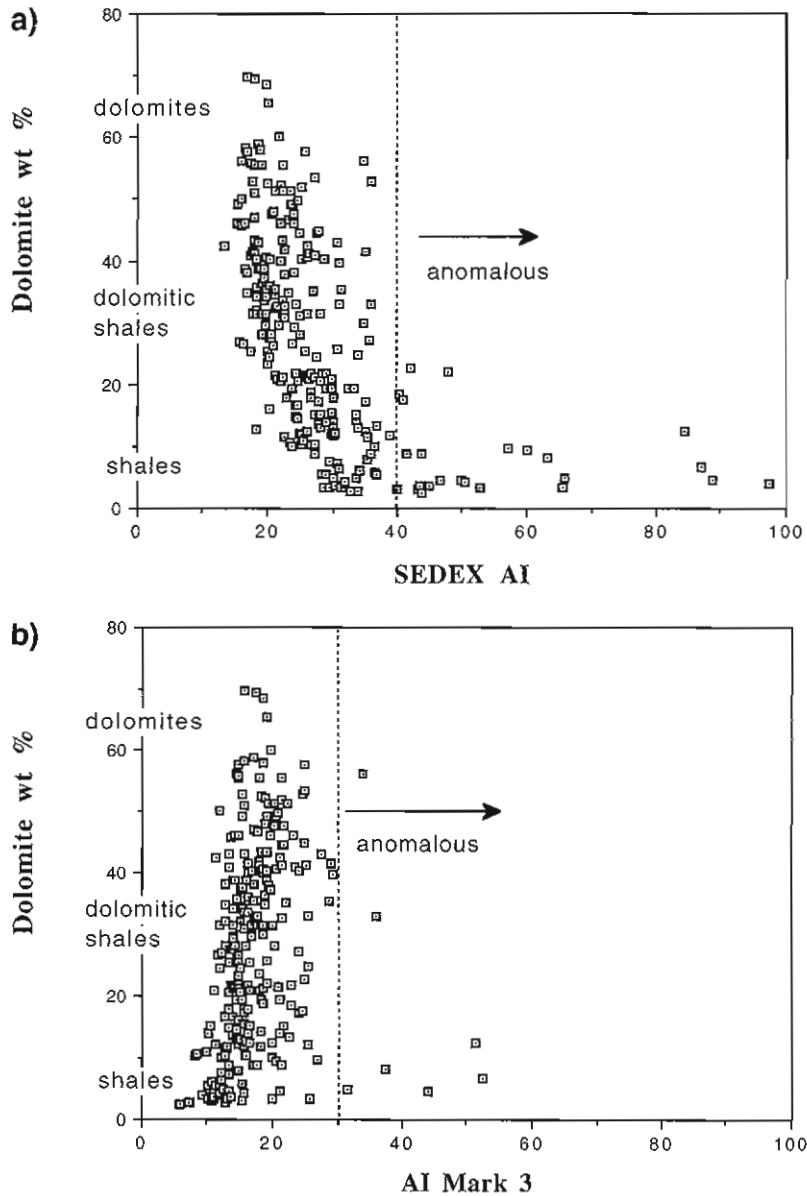 a)
80
60
40
20
0
Dolomite wt %
dolomites
dolomitic
shales
shales
anomalous
0 20 40 60 80 100
SEDEX AI
b)
80
60
40
20
0
Dolomite wt %
dolomites
dolomitic
shales
shales
anomalous
0 20 40 60 80 100
AI Mark 3